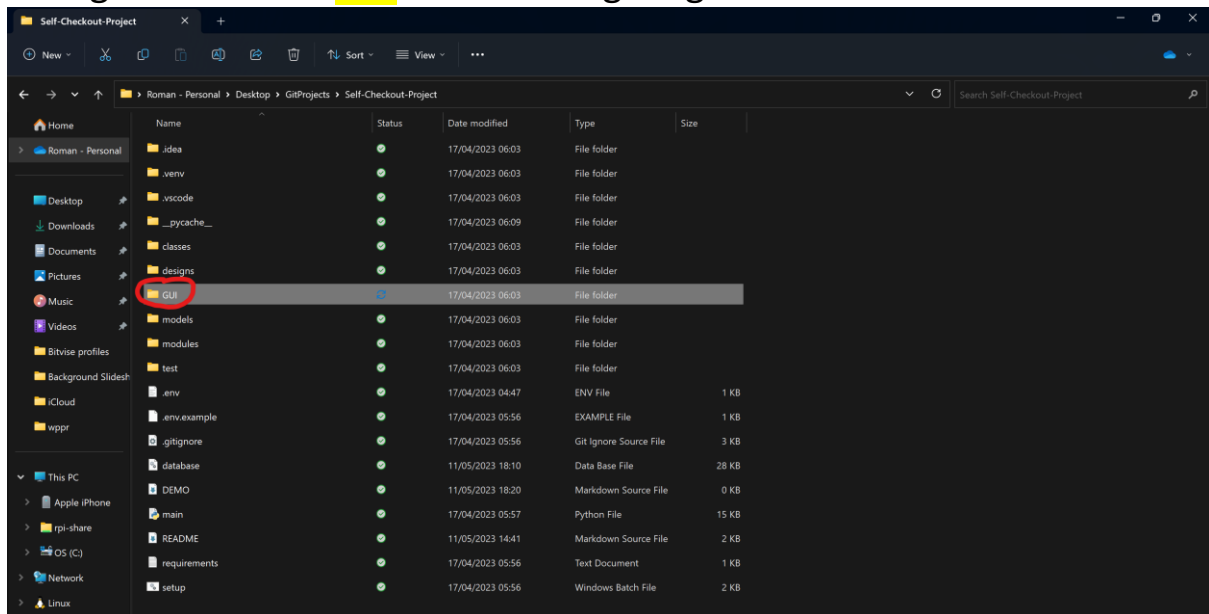 Self-Checkout-Project
New
Sort
View
Roman - Personal > Desktop > GitProjects > Self-Checkout-Project
Search Self-Checkout-Project
Home
Roman - Personal
Desktop
Downloads
Documents
Pictures
Music
Videos
Bitvise profiles
Background Slidesh
iCloud
wppr
This PC
Apple iPhone
rpi-share
OS (C:)
Network
Linux
Name Status Date modified Type Size
.idea 17/04/2023 06:03 File folder
.venv 17/04/2023 06:03 File folder
.vscode 17/04/2023 06:03 File folder
__pycache__ 17/04/2023 06:09 File folder
classes 17/04/2023 06:03 File folder
designs 17/04/2023 06:03 File folder
GUI 17/04/2023 06:03 File folder
models 17/04/2023 06:03 File folder
modules 17/04/2023 06:03 File folder
test 17/04/2023 06:03 File folder
.env 17/04/2023 04:47 ENV File 1 KB
.env.example 17/04/2023 05:56 EXAMPLE File 1 KB
.gitignore 17/04/2023 05:56 Git Ignore Source File 3 KB
database 11/05/2023 18:10 Data Base File 28 KB
DEMO 11/05/2023 18:20 Markdown Source File 0 KB
main 17/04/2023 05:57 Python File 15 KB
README 11/05/2023 14:41 Markdown Source File 2 KB
requirements 17/04/2023 05:56 Text Document 1 KB
setup 17/04/2023 05:56 Windows Batch File 2 KB